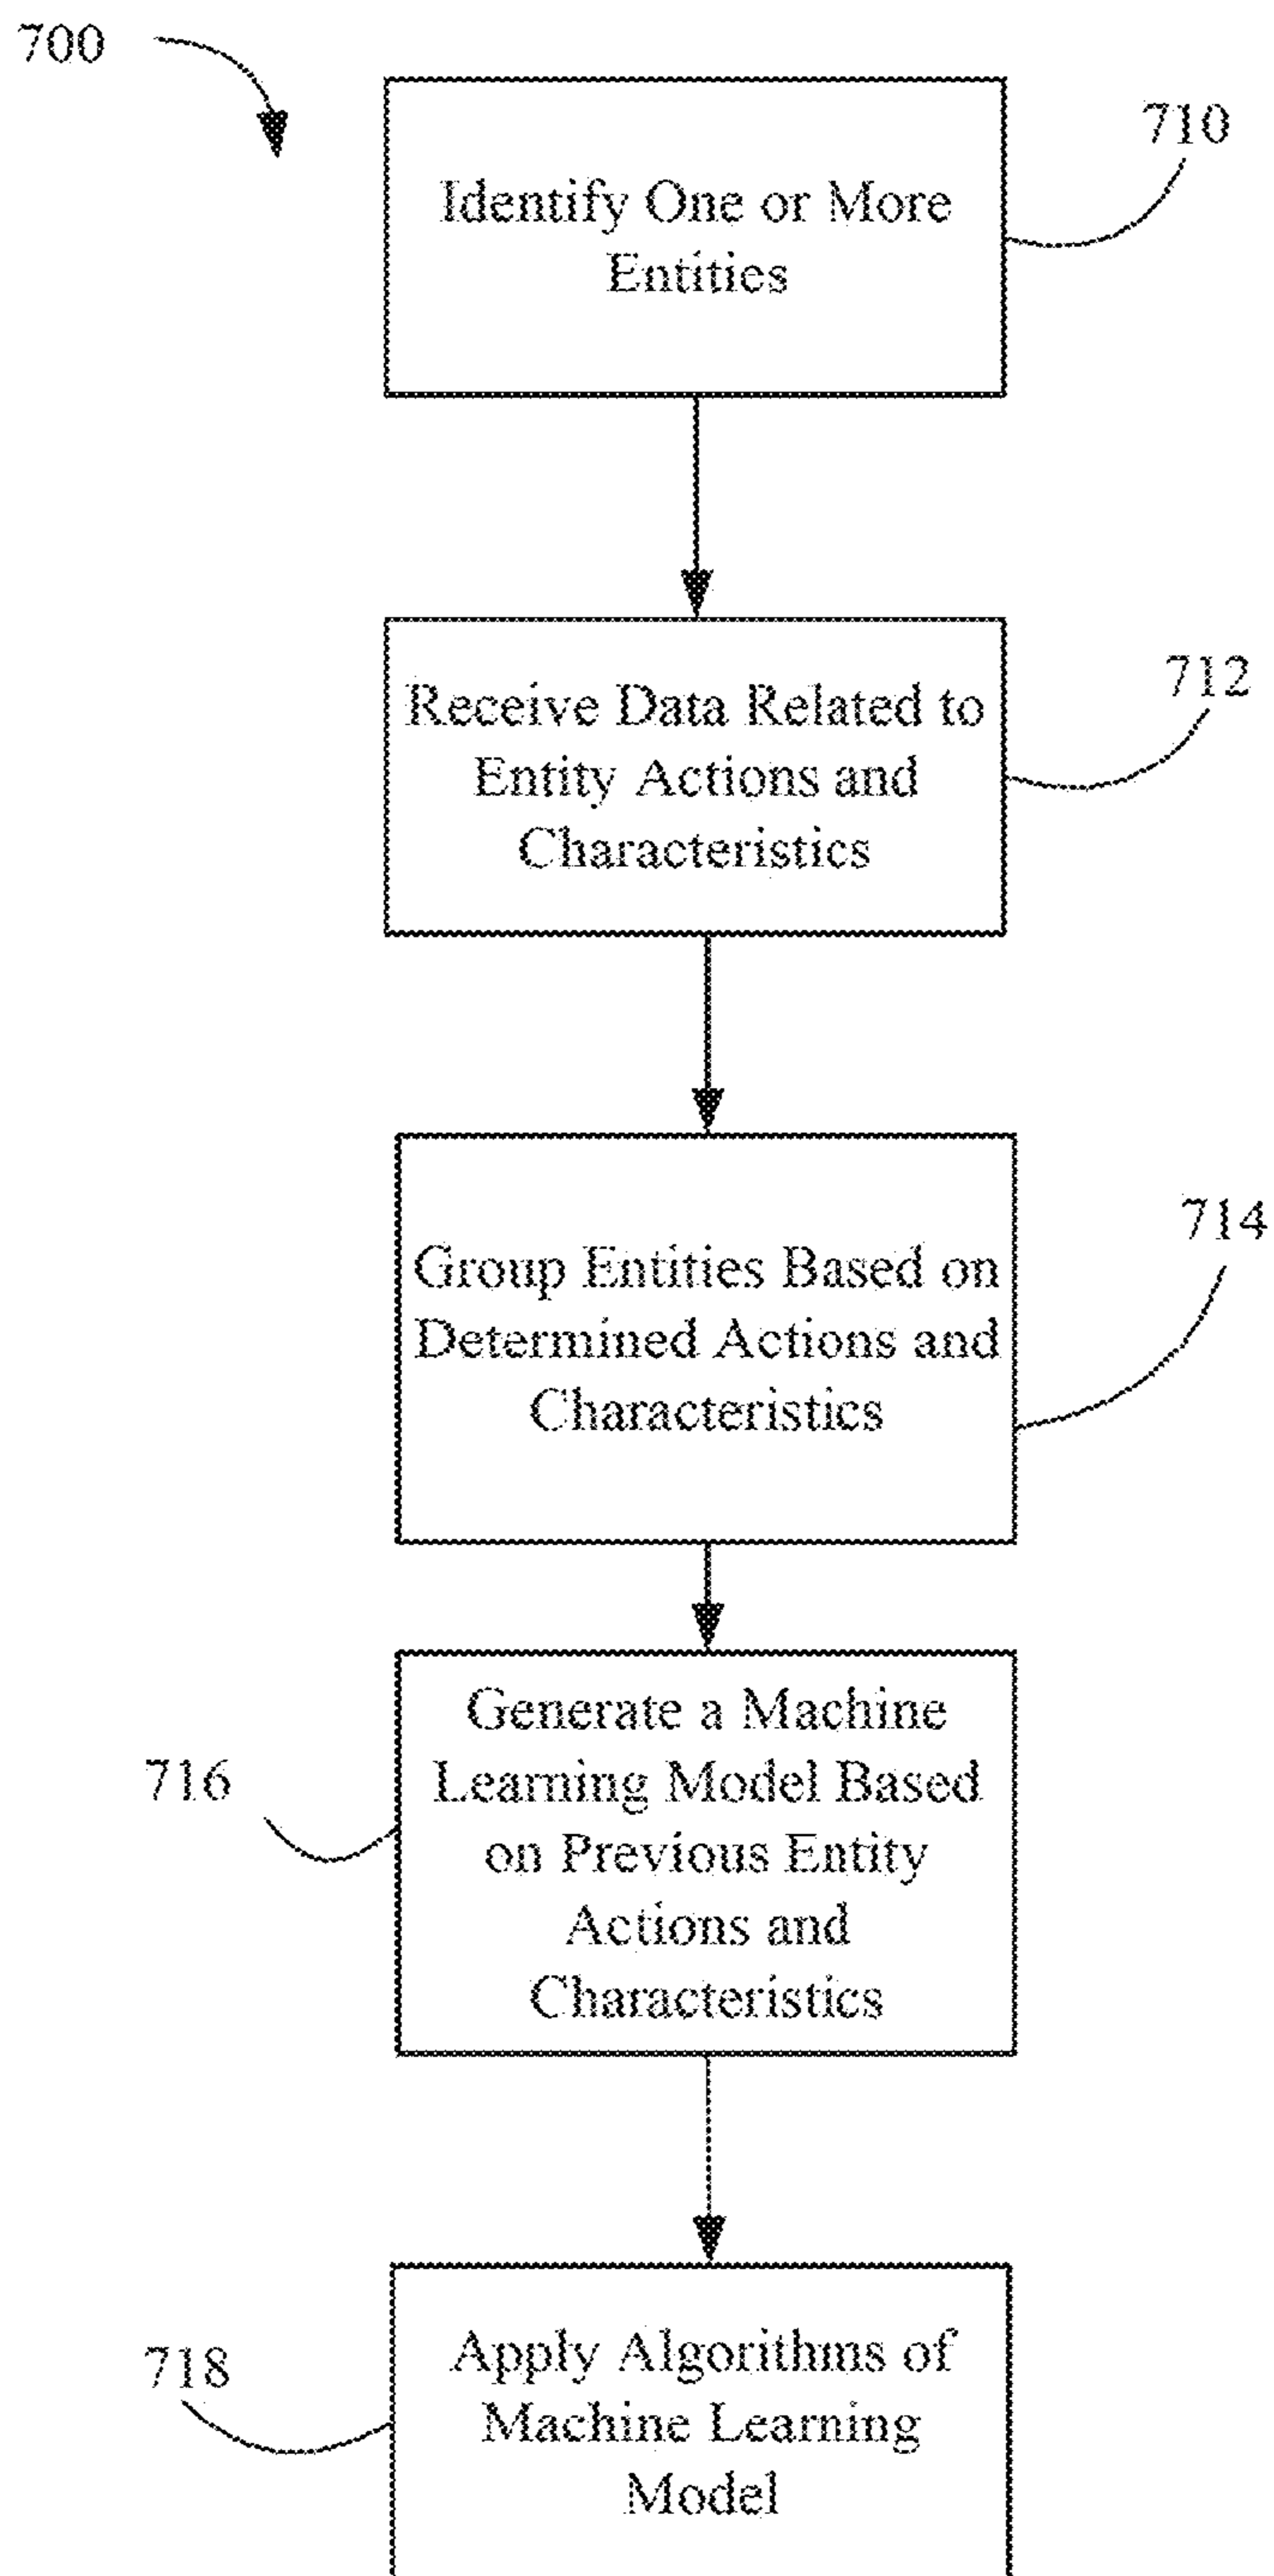 700
710
Identify One or More
Entities
712
Receive Data Related to
Entity Actions and
Characteristics
714
Group Entities Based on
Determined Actions and
Characteristics
716
Generate a Machine
Learning Model Based
on Previous Entity
Actions and
Characteristics
718
Apply Algorithms of
Machine Learning
Model